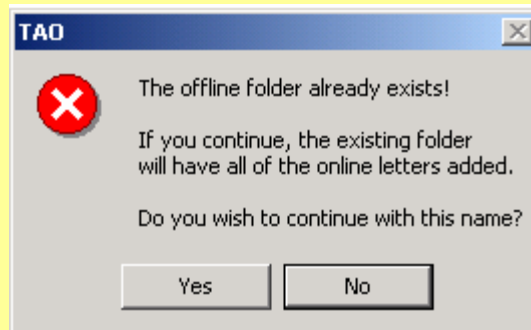 TAO
The offline folder already exists!
If you continue, the existing folder
will have all of the online letters added.
Do you wish to continue with this name?
Yes
No